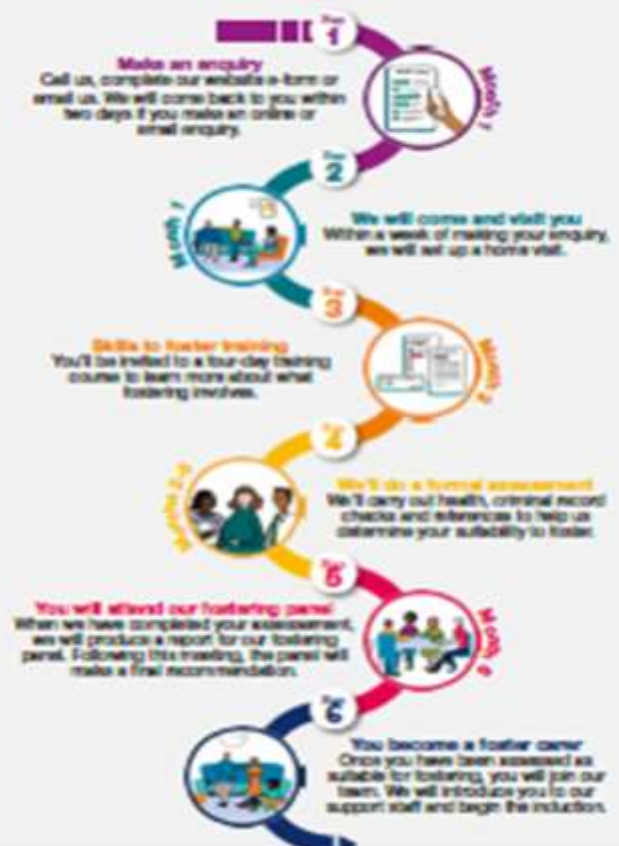 Step
1
Make an enquiry
Call us, complete our website e-form or
email us. We will come back to you within
two days if you make an online or
email enquiry.
Month 1
Step
2
Month 1
We will come and visit you
Within a week of making your enquiry,
we will set up a home visit.
Step
3
Skills to foster training
You'll be invited to a four-day training
course to learn more about what
fostering involves.
Month 2
Step
4
Months
We'll do a formal assessment
We'll carry out health, criminal record
checks and references to help us
determine your suitability to foster.
Step
5
You will attend our fostering panel
When we have completed your assessment,
we will produce a report for our fostering
panel. Following this meeting, the panel will
make a final recommendation.
Month 6
Step
6
You become a foster carer
Once you have been assessed as
suitable for fostering, you will join our
team. We will introduce you to our
support staff and begin the induction.